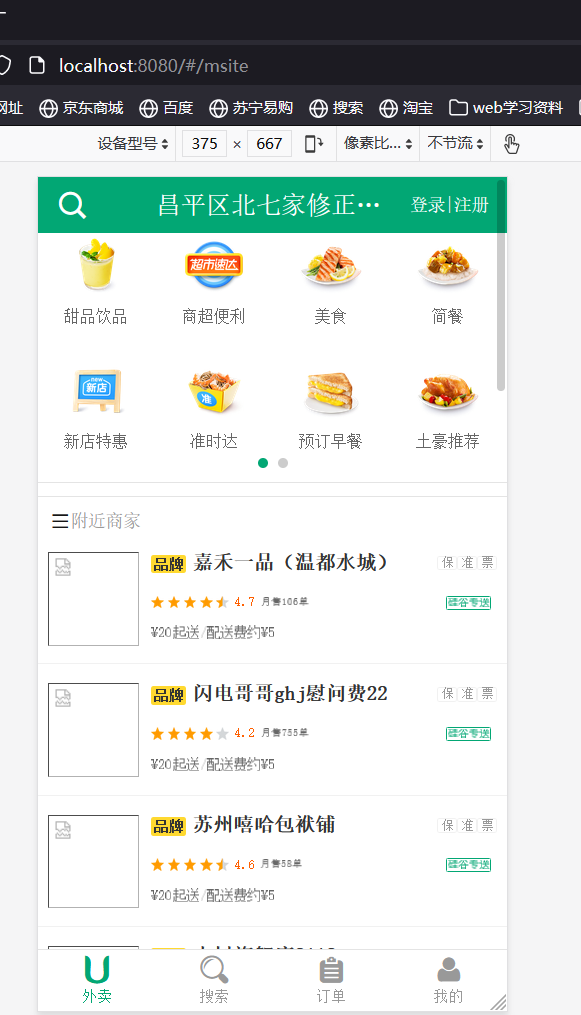 localhost:8080/#/msite
网址 京东商城 百度 苏宁易购 搜索 淘宝 web学习资料
设备型号 375 × 667 像素比... 不节流
昌平区北七家修正… 登录|注册
超市速达
甜品饮品 商超便利 美食 简餐
new
新店
准
新店特惠 准时达 预订早餐 土豪推荐
附近商家
品牌 嘉禾一品（温都水城） 保 准 票
4.7 月售106单 硅谷专送
¥20起送/配送费约¥5
品牌 闪电哥哥ghj慰问费22 保 准 票
4.2 月售755单 硅谷专送
¥20起送/配送费约¥5
品牌 苏州嘻哈包袱铺 保 准 票
4.6 月售58单 硅谷专送
¥20起送/配送费约¥5
外卖 搜索 订单 我的